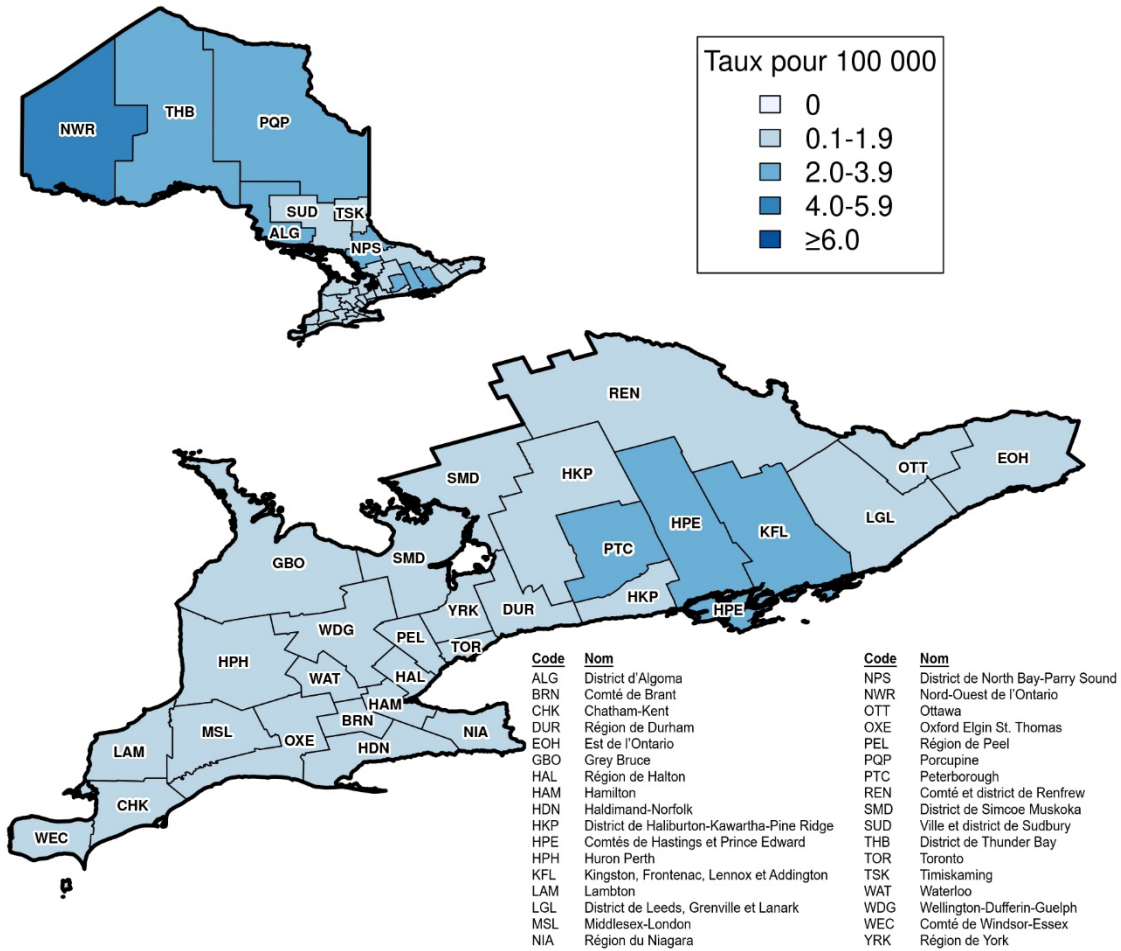 Taux pour 100 000
0
0.1-1.9
2.0-3.9
4.0-5.9
≥6.0
NWR
THB
PQP
SUD
TSK
ALG
NPS
REN
SMD
HKP
OTT
EOH
HPE
KFL
LGL
PTC
GBO
SMD
HKP
HPE
YRK
DUR
WDG
PEL
TOR
HPH
WAT
HAL
HAM
BRN
MSL
OXE
HDN
NIA
LAM
CHK
WEC
Code Nom
ALG District d’Algoma
BRN Comté de Brant
CHK Chatham-Kent
DUR Région de Durham
EOH Est de l’Ontario
GBO Grey Bruce
HAL Région de Halton
HAM Hamilton
HDN Haldimand-Norfolk
HKP District de Haliburton-Kawartha-Pine Ridge
HPE Comtés de Hastings et Prince Edward
HPH Huron Perth
KFL Kingston, Frontenac, Lennox et Addington
LAM Lambton
LGL District de Leeds, Grenville et Lanark
MSL Middlesex-London
NIA Région du Niagara
Code Nom
NPS District de North Bay-Parry Sound
NWR Nord-Ouest de l’Ontario
OTT Ottawa
OXE Oxford Elgin St. Thomas
PEL Région de Peel
PQP Porcupine
PTC Peterborough
REN Comté et district de Renfrew
SMD District de Simcoe Muskoka
SUD Ville et district de Sudbury
THB District de Thunder Bay
TOR Toronto
TSK Timiskaming
WAT Waterloo
WDG Wellington-Dufferin-Guelph
WEC Comté de Windsor-Essex
YRK Région de York